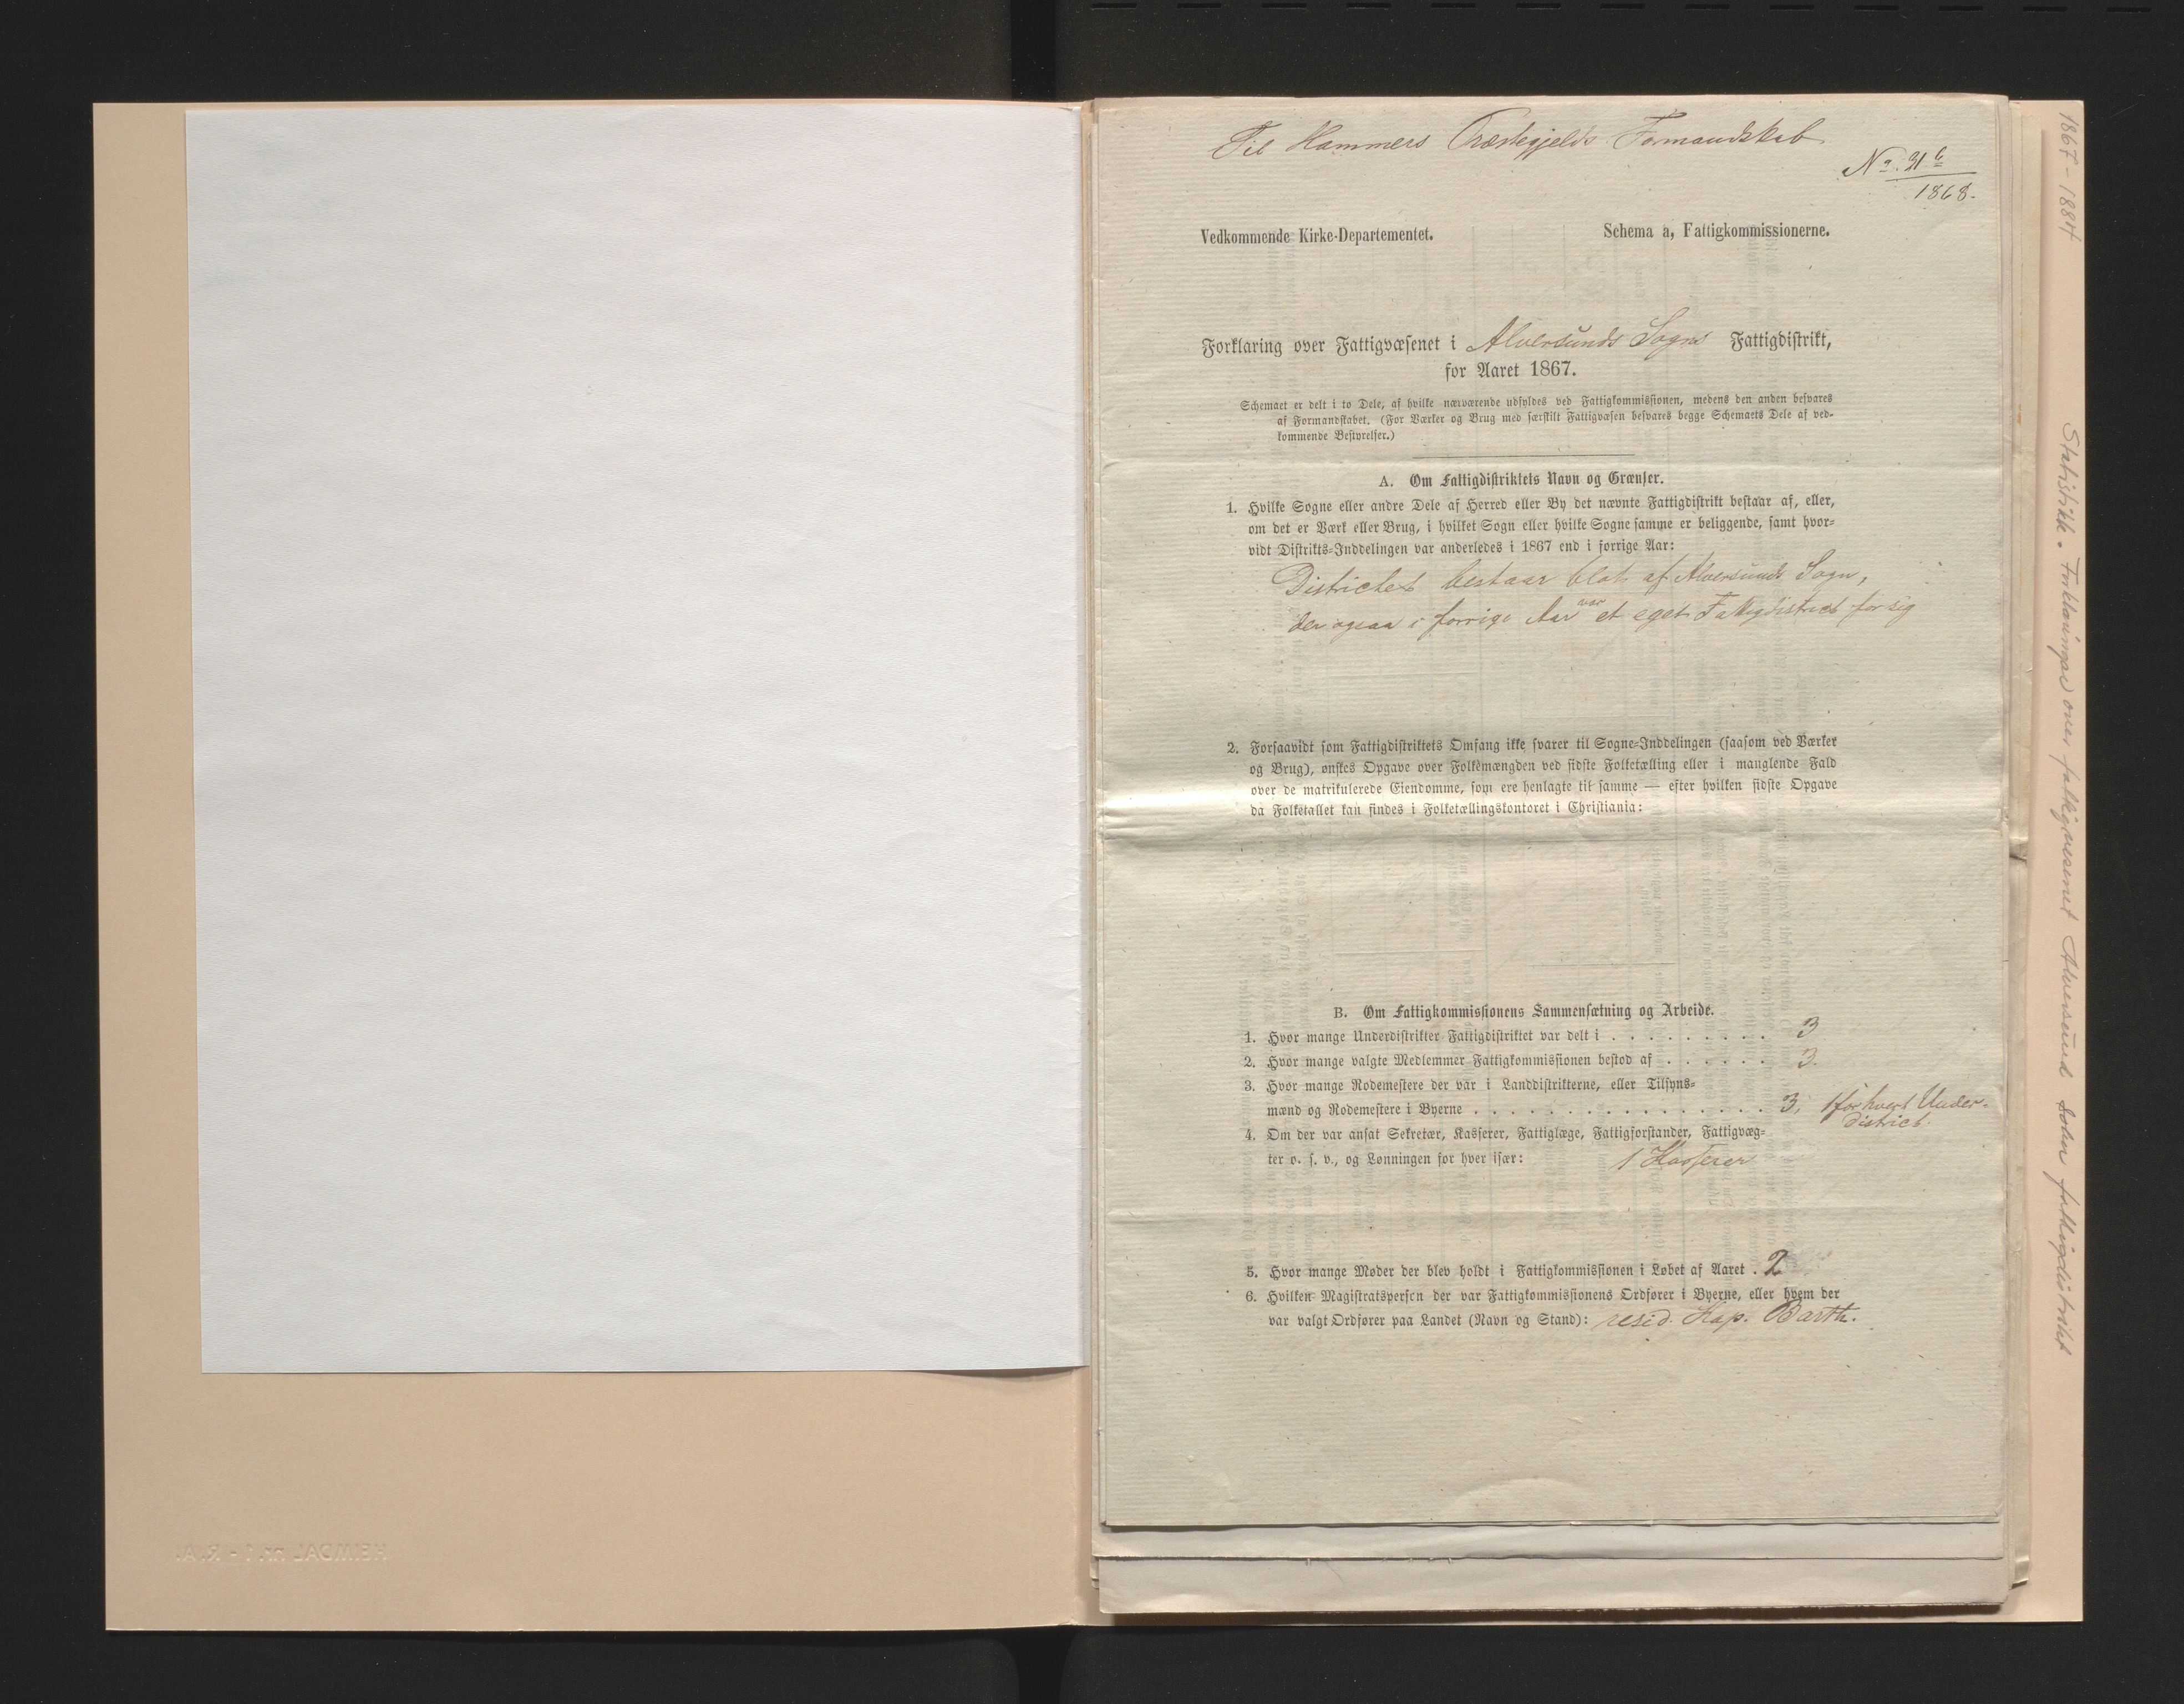 Til Hammers Præstegjelds Formandskab
No. 31 b
1868.
Vedkommende Kirke-Departementet.
Schema a, Fattigkommissionerne.
Forklaring over Fattigvæsenet i Alversunds Sogns Fattigdistrikt,
for Aaret 1867.
Schemaet er delt i to Dele, af hvilke nærværende udfyldes ved Fattigkommissionen, medens den anden besvares
af Formandskabet. (For Værker og Brug med særskilt Fattigvæsen besvares begge Schemaets Dele af ved-
kommende Bestyrelser.)
A. Om Fattigdistriktets Navn og Grænser.
1. Hvilke Sogne eller andre Dele af Herred eller By det nævnte Fattigdistrikt bestaar af, eller,
om det er Værk eller Brug, i hvilket Sogn eller hvilke Sogne samme er beliggende, samt hvor-
vidt Distrikts-Inddelingen var anderledes i 1867 end i forrige Aar:
Districtet bestaar blot af Alversunds Sogn,
der ogsaa i forrige Aar var et eget Fattigdistrict for sig
2. Forsaavidt som Fattigdistriktets Omfang ikke svarer til Sogne-Inddelingen (saasom ved Værker
og Brug), ønskes Opgave over Folkemængden ved sidste Folketælling eller i manglende Fald
over de matrikulerede Eiendomme, som ere henlagte til samme — efter hvilken sidste Opgave
da Folketallet kan findes i Folketællingskontoret i Christiania:
B. Om Fattigkommissionens Sammensætning og Arbeide.
1. Hvor mange Underdistrikter Fattigdistriktet var delt i . . . . . . . . . 3
2. Hvor mange valgte Medlemmer Fattigkommissionen bestod af . . . . . . 3.
3. Hvor mange Rodemestere der var i Landdistrikterne, eller Tilsyns-
mænd og Rodemestere i Byerne . . . . . . . . . . . . . . . . 3, 1 for hvert Under-
district.
4. Om der var ansat Sekretær, Kasserer, Fattiglæge, Fattigforstander, Fattigvæg-
ter o. s. v., og Lønningen for hver især: 1 Kasserer
5. Hvor mange Møder der blev holdt i Fattigkommissionen i Løbet af Aaret . 2
6. Hvilken Magistratsperson der var Fattigkommissionens Ordfører i Byerne, eller hvem der
var valgt Ordfører paa Landet (Navn og Stand): resid. Kap. Barth.
1867 - 1884
Statistikk. Forklaringar over fattigvesenet Alversund sokn fattigdistrikt
HEIMDAL nr. 1 - R.A.